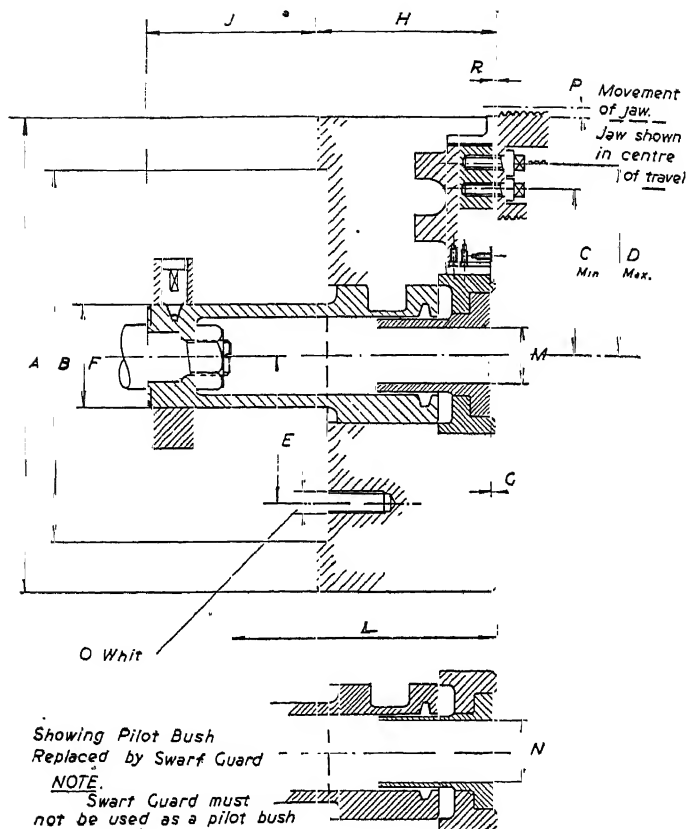 J
H
R
P
Movement
of jaw.
Jaw shown
in centre
of travel
C
Min
D
Max.
A
B
F
M
E
G
O Whit
L
N
Showing Pilot Bush
Replaced by Swarf Guard
NOTE.
Swarf Guard must
not be used as a pilot bush